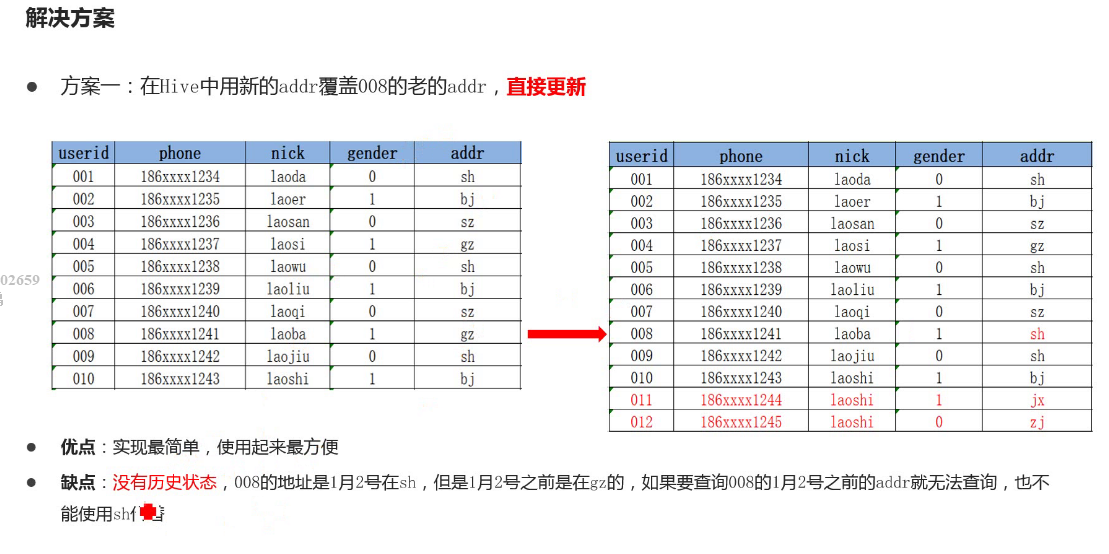 解决方案
● 方案一：在Hive中用新的addr覆盖008的老的addr，直接更新
userid phone nick gender addr
001 186xxxx1234 laoda 0 sh
002 186xxxx1235 laoer 1 bj
003 186xxxx1236 laosan 0 sz
004 186xxxx1237 laosi 1 gz
005 186xxxx1238 laowu 0 sh
006 186xxxx1239 laoliu 1 bj
007 186xxxx1240 laoqi 0 sz
008 186xxxx1241 laoba 1 gz
009 186xxxx1242 laojiu 0 sh
010 186xxxx1243 laoshi 1 bj
userid phone nick gender addr
001 186xxxx1234 laoda 0 sh
002 186xxxx1235 laoer 1 bj
003 186xxxx1236 laosan 0 sz
004 186xxxx1237 laosi 1 gz
005 186xxxx1238 laowu 0 sh
006 186xxxx1239 laoliu 1 bj
007 186xxxx1240 laoqi 0 sz
008 186xxxx1241 laoba 1 sh
009 186xxxx1242 laojiu 0 sh
010 186xxxx1243 laoshi 1 bj
011 186xxxx1244 laoshi 1 jx
012 186xxxx1245 laoshi 0 zj
02659
● 优点：实现最简单，使用起来最方便
● 缺点：没有历史状态，008的地址是1月2号在sh，但是1月2号之前是在gz的，如果要查询008的1月2号之前的addr就无法查询，也不
能使用sh